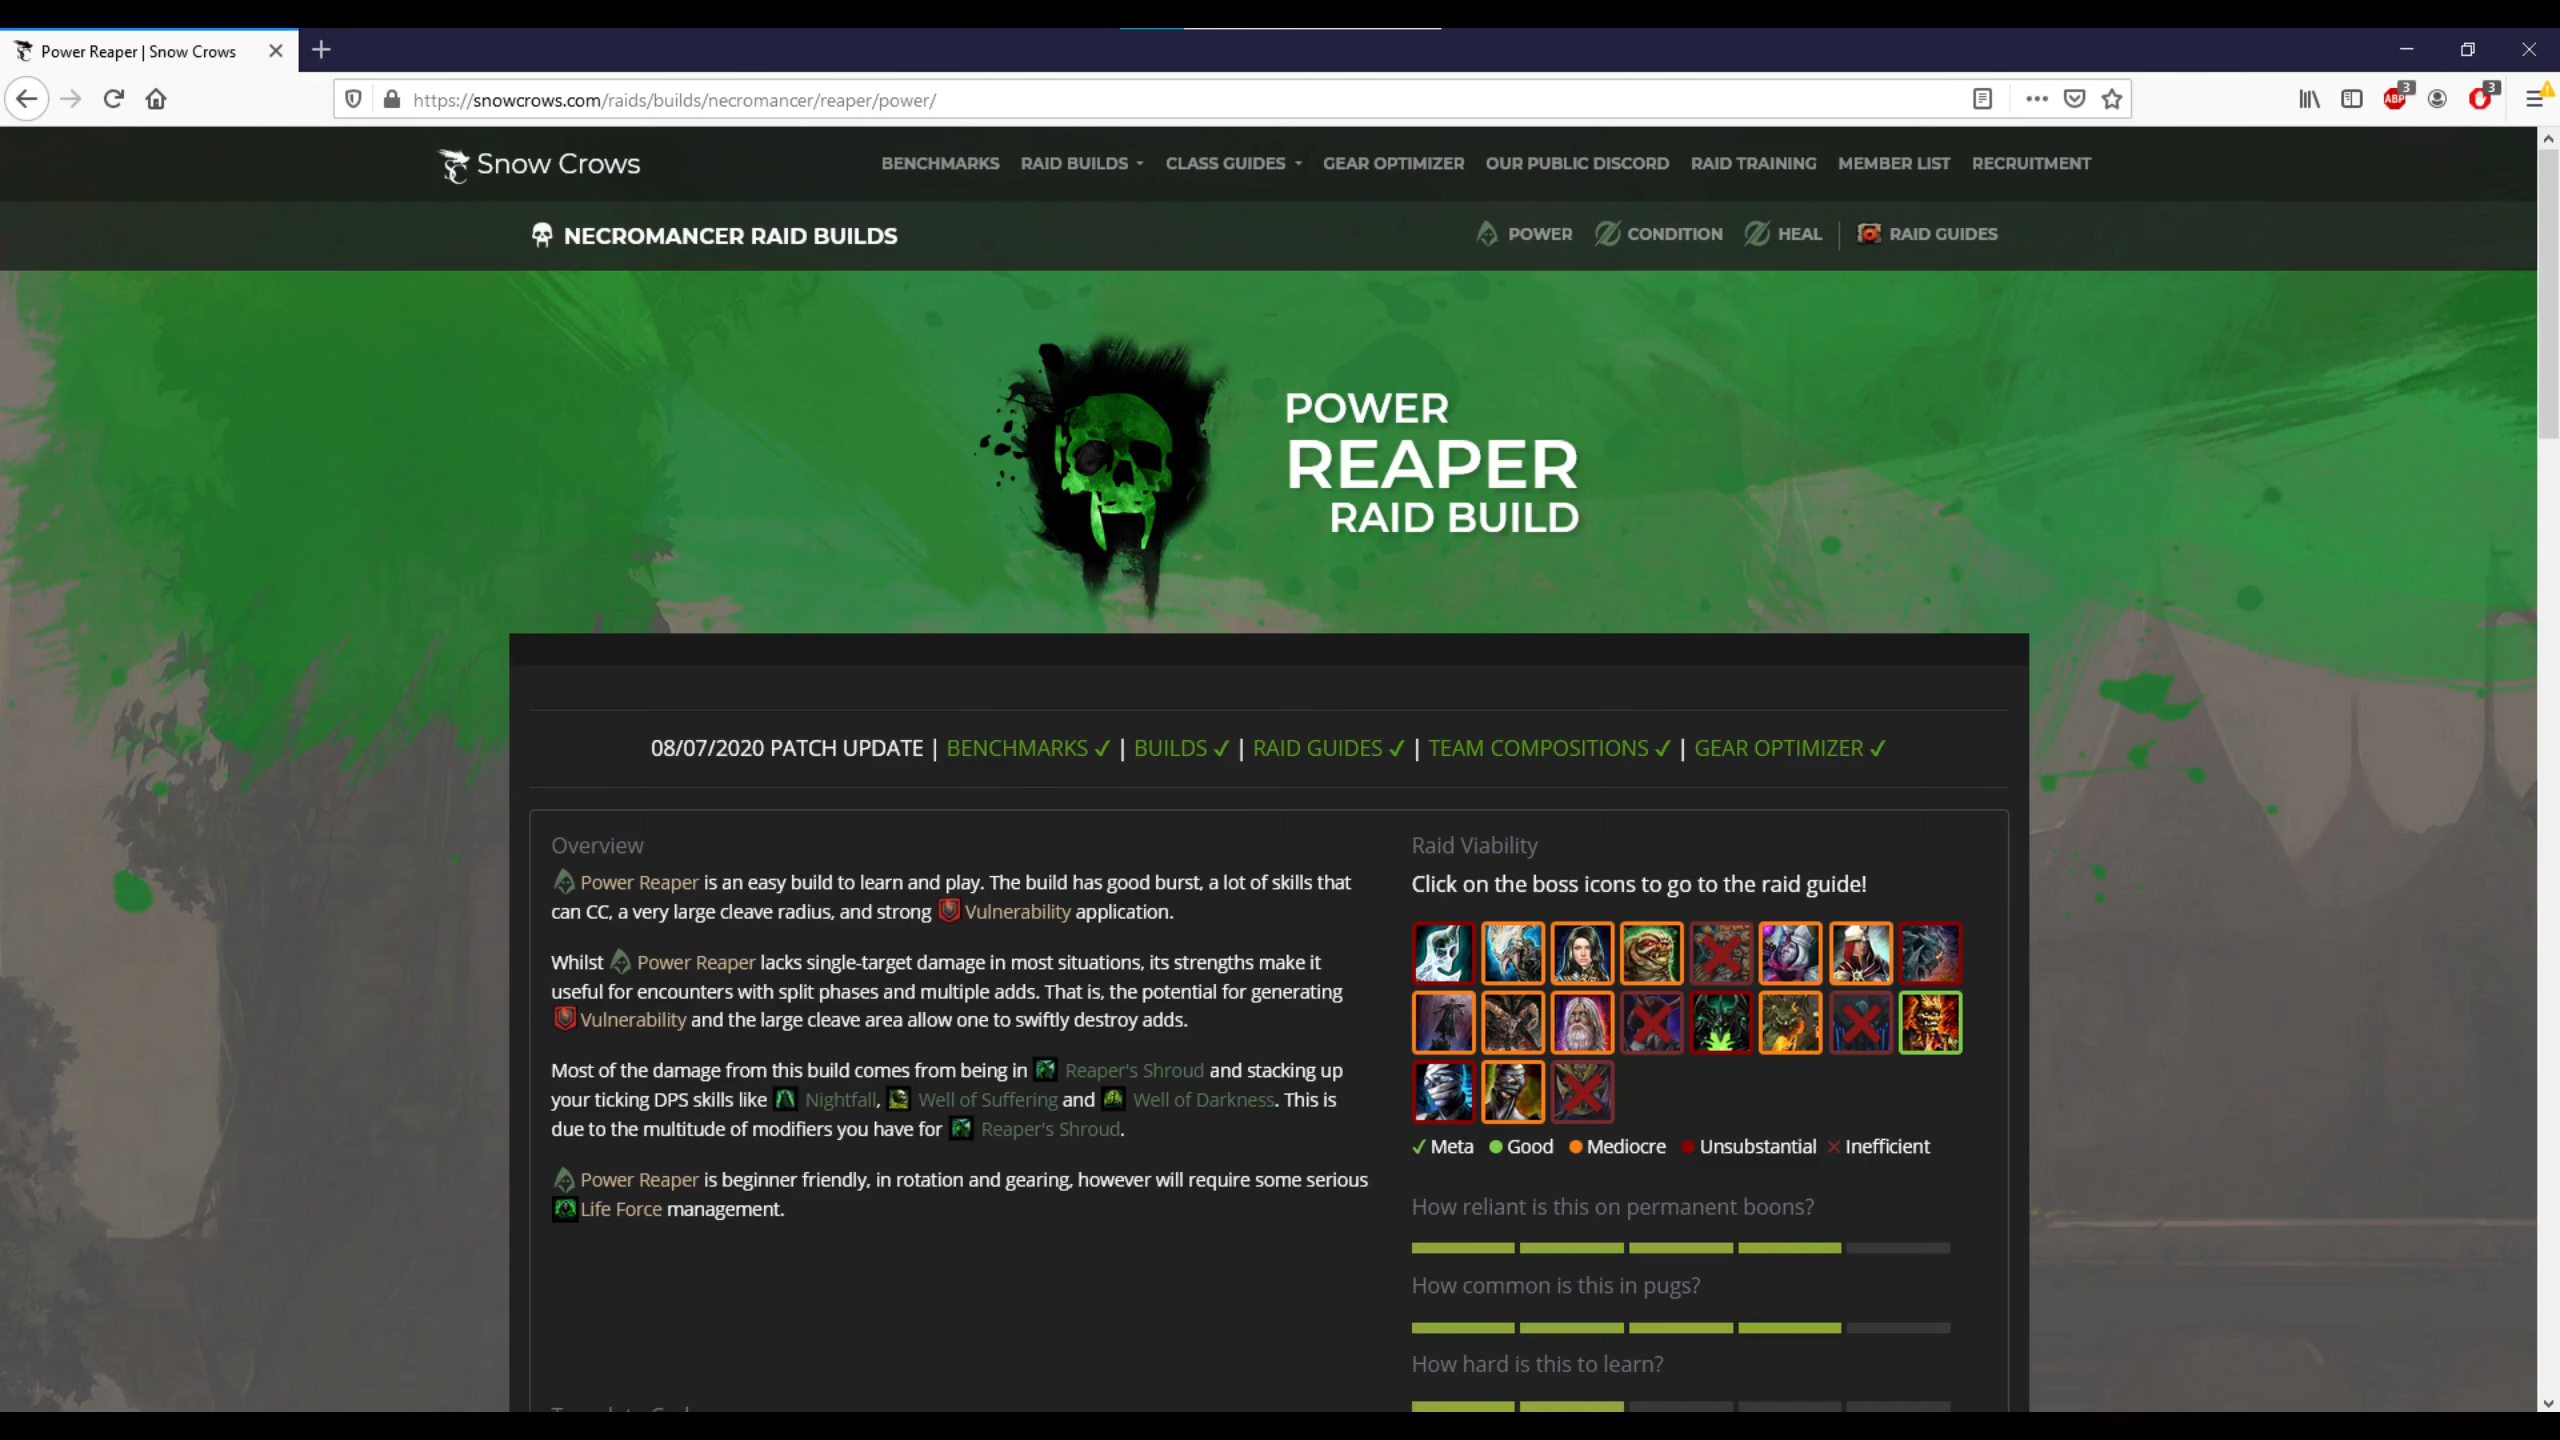 Power Reaper | Snow Crows
https://snowcrows.com/raids/builds/necromancer/reaper/power/
ABP 3
3
Snow Crows
BENCHMARKS RAID BUILDS CLASS GUIDES GEAR OPTIMIZER OUR PUBLIC DISCORD RAID TRAINING MEMBER LIST RECRUITMENT
NECROMANCER RAID BUILDS
POWER CONDITION HEAL RAID GUIDES
POWER
REAPER
RAID BUILD
08/07/2020 PATCH UPDATE | BENCHMARKS ✓ | BUILDS ✓ | RAID GUIDES ✓ | TEAM COMPOSITIONS ✓ | GEAR OPTIMIZER ✓
Overview
Power Reaper is an easy build to learn and play. The build has good burst, a lot of skills that
can CC, a very large cleave radius, and strong Vulnerability application.
Whilst Power Reaper lacks single-target damage in most situations, its strengths make it
useful for encounters with split phases and multiple adds. That is, the potential for generating
Vulnerability and the large cleave area allow one to swiftly destroy adds.
Most of the damage from this build comes from being in Reaper's Shroud and stacking up
your ticking DPS skills like Nightfall, Well of Suffering and Well of Darkness. This is
due to the multitude of modifiers you have for Reaper's Shroud.
Power Reaper is beginner friendly, in rotation and gearing, however will require some serious
Life Force management.
Raid Viability
Click on the boss icons to go to the raid guide!
✓ Meta Good Mediocre Unsubstantial Inefficient
How reliant is this on permanent boons?
How common is this in pugs?
How hard is this to learn?